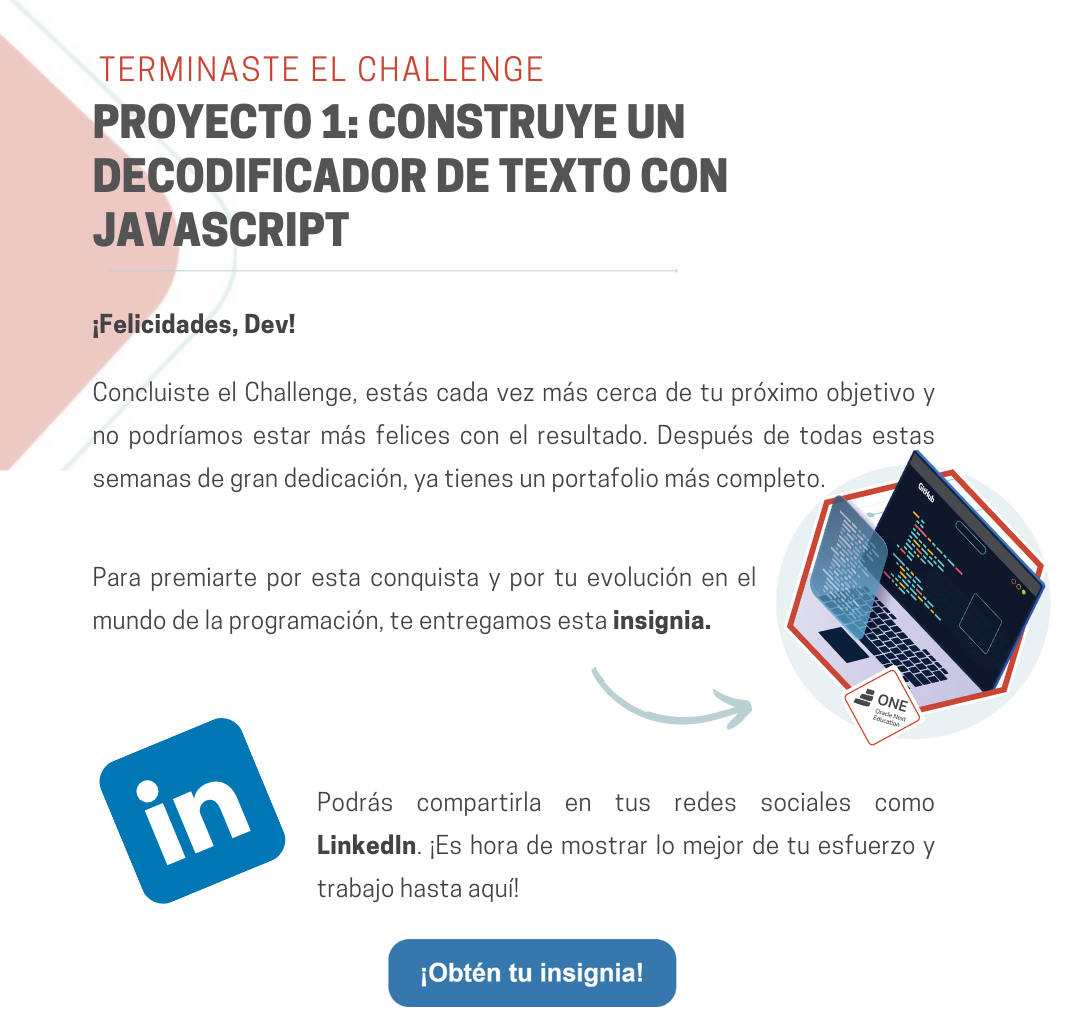 TERMINASTE EL CHALLENGE
PROYECTO 1: CONSTRUYE UN
DECODIFICADOR DE TEXTO CON
JAVASCRIPT
¡Felicidades, Dev!
Concluiste el Challenge, estás cada vez más cerca de tu próximo objetivo y
no podríamos estar más felices con el resultado. Después de todas estas
semanas de gran dedicación, ya tienes un portafolio más completo.
GitHub
Para premiarte por esta conquista y por tu evolución en el
mundo de la programación, te entregamos esta insignia.
ONE
Oracle Next
Education
in
Podrás compartirla en tus redes sociales como
LinkedIn. ¡Es hora de mostrar lo mejor de tu esfuerzo y
trabajo hasta aquí!
¡Obtén tu insignia!